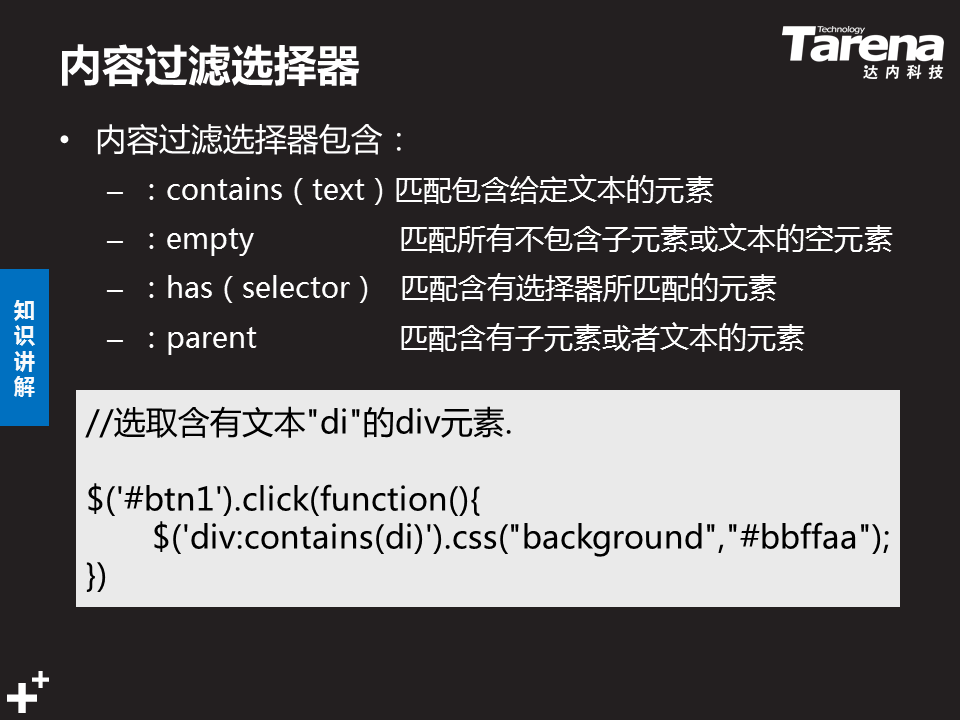 内容过滤选择器
Technology
Tarena
达内科技
• 内容过滤选择器包含：
– ：contains（text）匹配包含给定文本的元素
– ：empty 匹配所有不包含子元素或文本的空元素
– ：has（selector） 匹配含有选择器所匹配的元素
– ：parent 匹配含有子元素或者文本的元素
知
识
讲
解
//选取含有文本"di"的div元素.
$('#btn1').click(function(){
$('div:contains(di)').css("background","#bbffaa");
})